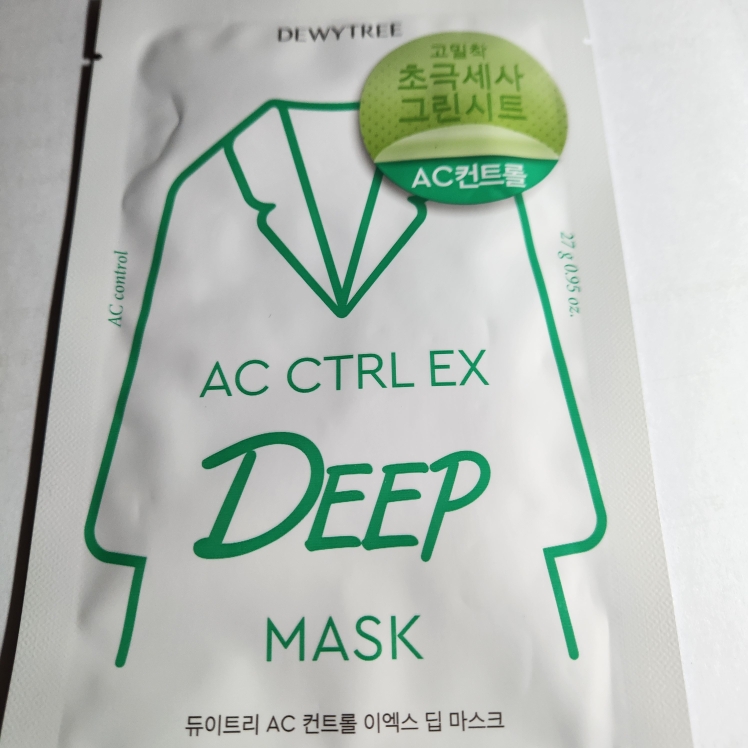 DEWYTREE
고밀착
초극세사
그린시트
AC컨트롤
AC control
27 g 0.95 oz.
AC CTRL EX
DEEP
MASK
듀이트리 AC 컨트롤 이엑스 딥 마스크